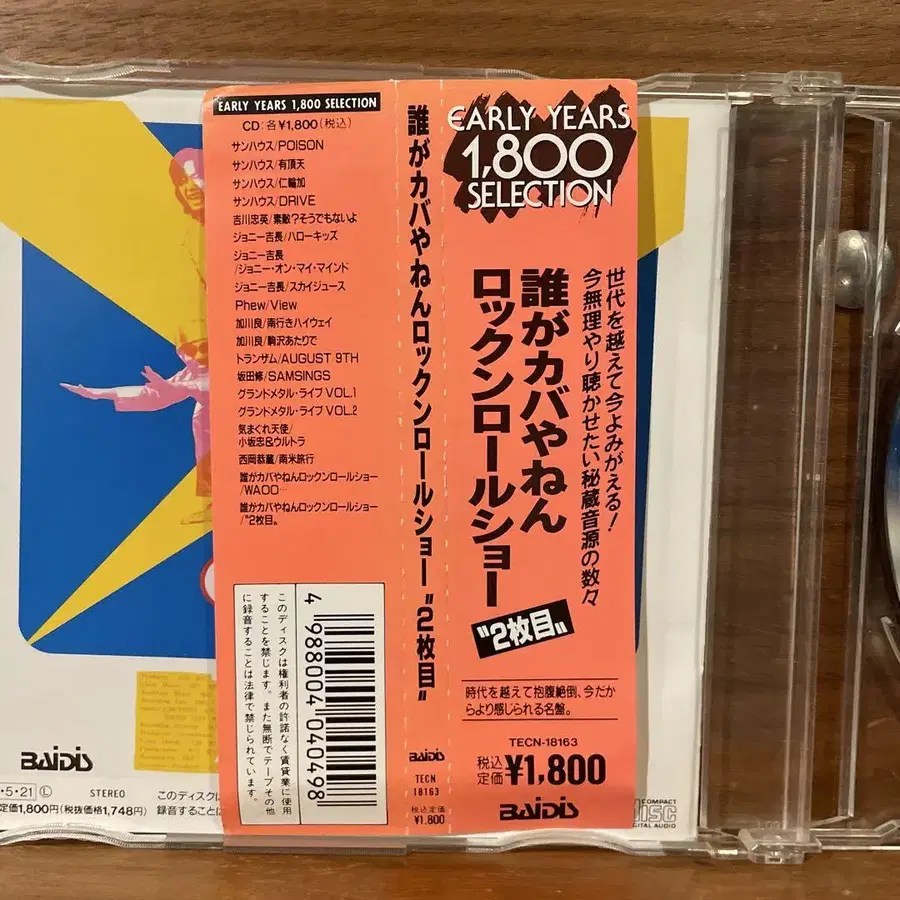 EARLY YEARS 1,800 SELECTION
CD:各¥1,800(税込)
サンハウス/POISON
サンハウス/有頂天
サンハウス/仁輪加
サンハウス/DRIVE
吉川忠英/素敵?そうでもないよ
ジョニー吉長/ハローキッズ
ジョニー吉長
/ジョニー・オン・マイ・マインド
ジョニー吉長/スカイジュース
Phew/View
加川良/南行きハイウェイ
加川良/駒沢あたりで
トランザム/AUGUST 9TH
坂田修/SAMSINGS
グランドメタル・ライブ VOL.1
グランドメタル・ライブ VOL.2
気まぐれ天使/
小坂忠&ウルトラ
西岡恭蔵/南米旅行
誰がカバやねんロックンロールショー
/WAOO…
誰がカバやねんロックンロールショー
/"2枚目〟
このディスクは権利者の許諾なく賃貸業に使用
することを禁じます。また無断でテープその他
に録音することは法律で禁じられています。
4 988004 040498
誰がカバやねんロックンロールショー〝2枚目〟
BAIDIS
TECN
18163
税込定価
¥1,800
EARLY YEARS
1,800
SELECTION
世代を越えて今よみがえる!
今無理やり聴かせたい秘蔵音源の数々
誰がカバやねん
ロックンロールショー
〝2枚目〟
時代を越えて抱腹絶倒、今だか
らより感じられる名盤。
TECN-18163
税込
定価
¥1,800
BAIDIS
BAIDIS
・5・21 Ⓛ STEREO
定価1,800円(税抜価格1,748円)
このディスク
録音すること
COMPACT
DISC
DIGITAL AUDIO